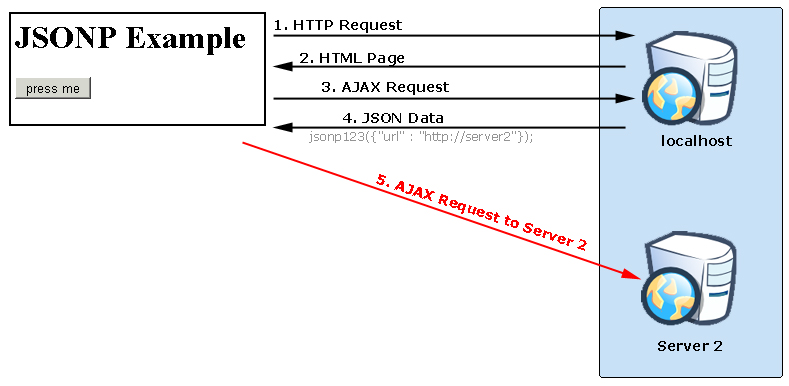 JSONP Example
press me
1. HTTP Request
2. HTML Page
3. AJAX Request
4. JSON Data
jsonp123({"url" : "http://server2"});
5. AJAX Request to Server 2
localhost
Server 2